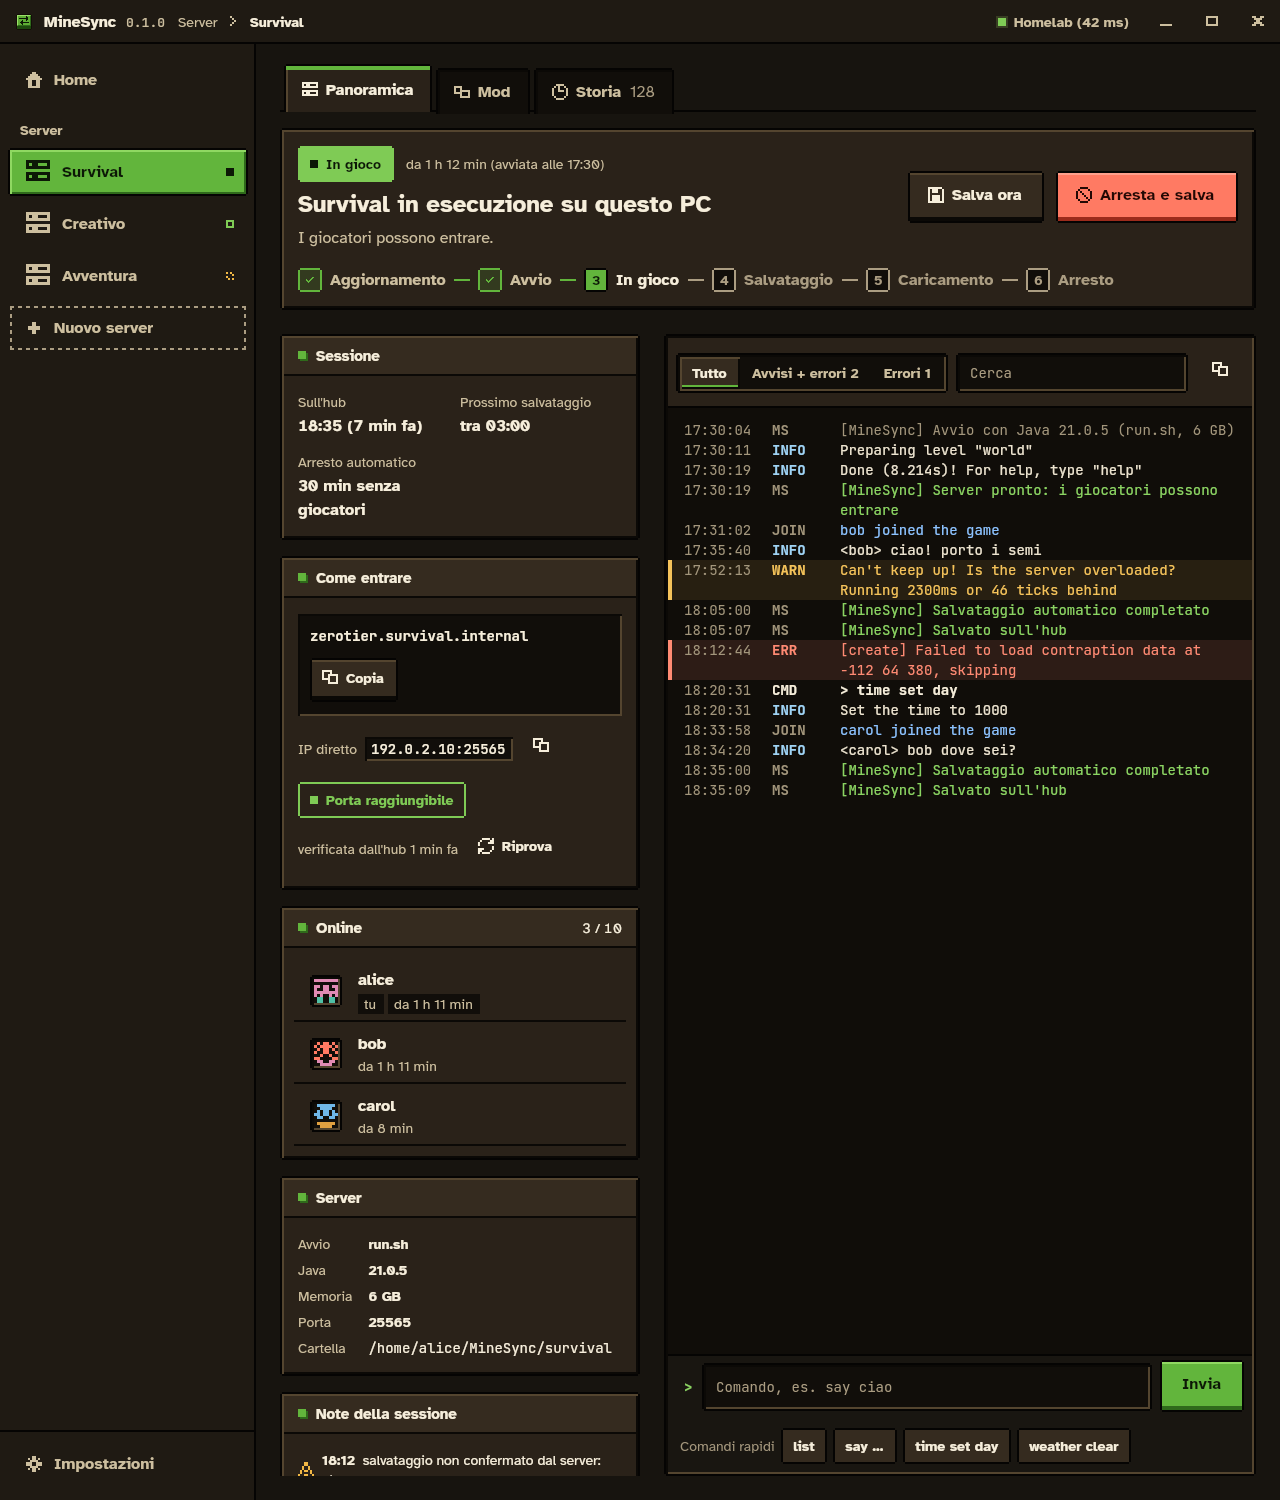 MineSync 0.1.0 Server > Survival
Homelab (42 ms)
Home
Server
Survival
Creativo
Avventura
Nuovo server
Impostazioni
Panoramica
Mod
Storia 128
In gioco
da 1 h 12 min (avviata alle 17:30)
Survival in esecuzione su questo PC
I giocatori possono entrare.
Salva ora
Arresta e salva
Aggiornamento
Avvio
3 In gioco
4 Salvataggio
5 Caricamento
6 Arresto
Sessione
Sull'hub
18:35 (7 min fa)
Prossimo salvataggio
tra 03:00
Arresto automatico
30 min senza
giocatori
Come entrare
zerotier.survival.internal
Copia
IP diretto 192.0.2.10:25565
Porta raggiungibile
verificata dall'hub 1 min fa
Riprova
Online
3 / 10
alice
tu da 1 h 11 min
bob
da 1 h 11 min
carol
da 8 min
Server
Avvio run.sh
Java 21.0.5
Memoria 6 GB
Porta 25565
Cartella /home/alice/MineSync/survival
Note della sessione
18:12 salvataggio non confermato dal server:
Tutto
Avvisi + errori 2
Errori 1
Cerca
17:30:04 MS [MineSync] Avvio con Java 21.0.5 (run.sh, 6 GB)
17:30:11 INFO Preparing level "world"
17:30:19 INFO Done (8.214s)! For help, type "help"
17:30:19 MS [MineSync] Server pronto: i giocatori possono
entrare
17:31:02 JOIN bob joined the game
17:35:40 INFO <bob> ciao! porto i semi
17:52:13 WARN Can't keep up! Is the server overloaded?
Running 2300ms or 46 ticks behind
18:05:00 MS [MineSync] Salvataggio automatico completato
18:05:07 MS [MineSync] Salvato sull'hub
18:12:44 ERR [create] Failed to load contraption data at
-112 64 380, skipping
18:20:31 CMD > time set day
18:20:31 INFO Set the time to 1000
18:33:58 JOIN carol joined the game
18:34:20 INFO <carol> bob dove sei?
18:35:00 MS [MineSync] Salvataggio automatico completato
18:35:09 MS [MineSync] Salvato sull'hub
> Comando, es. say ciao
Invia
Comandi rapidi
list
say ...
time set day
weather clear